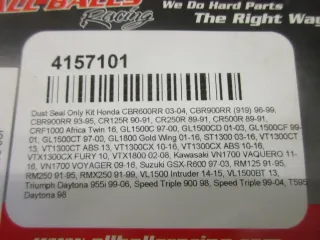 ALL BALLS
Racing
We Do Hard Parts
The Right Way
4157101
Dust Seal Only Kit Honda CBR600RR 03-04, CBR900RR (919) 96-99,
CBR900RR 93-95, CR125R 90-91, CR250R 89-91, CR500R 89-91,
CRF1000 Africa Twin 16, GL1500C 97-00, GL1500CD 01-03, GL1500CF 99-
01, GL1500CT 97-00, GL1800 Gold Wing 01-16, ST1300 03-16, VT1300CT
13, VT1300CT ABS 10-16, VT1300CX 10-16, VT1300CX ABS 10-16,
VTX1300CX FURY 10, VTX1800 02-08, Kawasaki VN1700 VAQUERO 11-
16, VN1700 VOYAGER 09-16, Suzuki GSX-R600 97-03, RM125 91-95,
RM250 91-95, RMX250 91-99, VL1500 Intruder 14-15, VL1500BT 13,
Triumph Daytona 955i 99-06, Speed Triple 900 98, Speed Triple 99-04, T595
Daytona 98